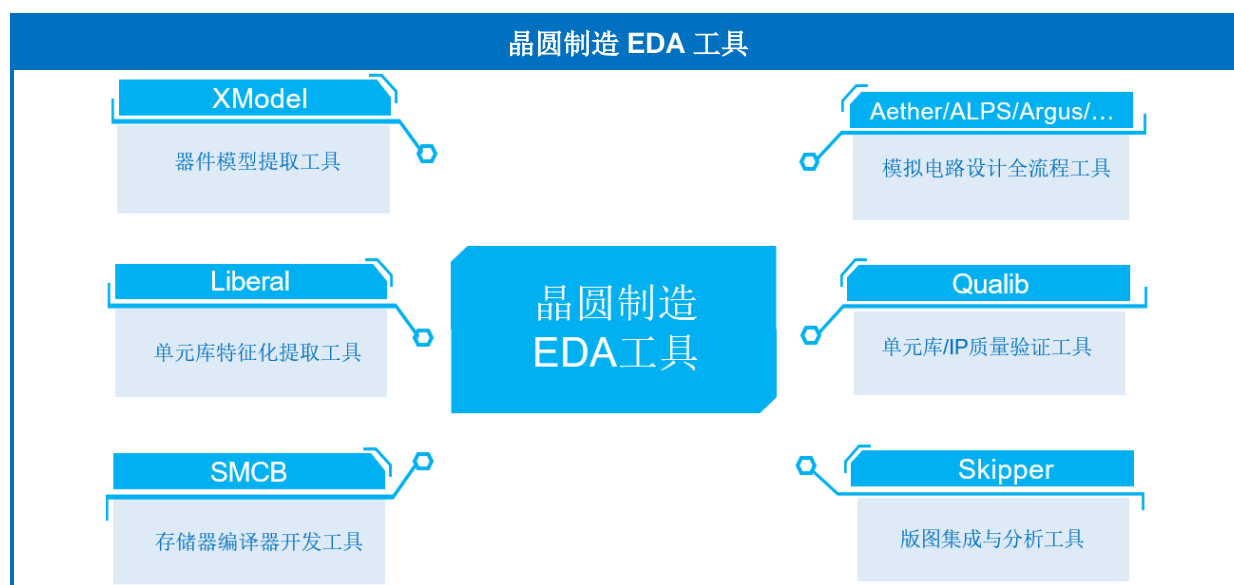 晶圆制造 EDA 工具
XModel
器件模型提取工具
Aether/ALPS/Argus/…
模拟电路设计全流程工具
Liberal
单元库特征化提取工具
晶圆制造
EDA工具
Qualib
单元库/IP质量验证工具
SMCB
存储器编译器开发工具
Skipper
版图集成与分析工具